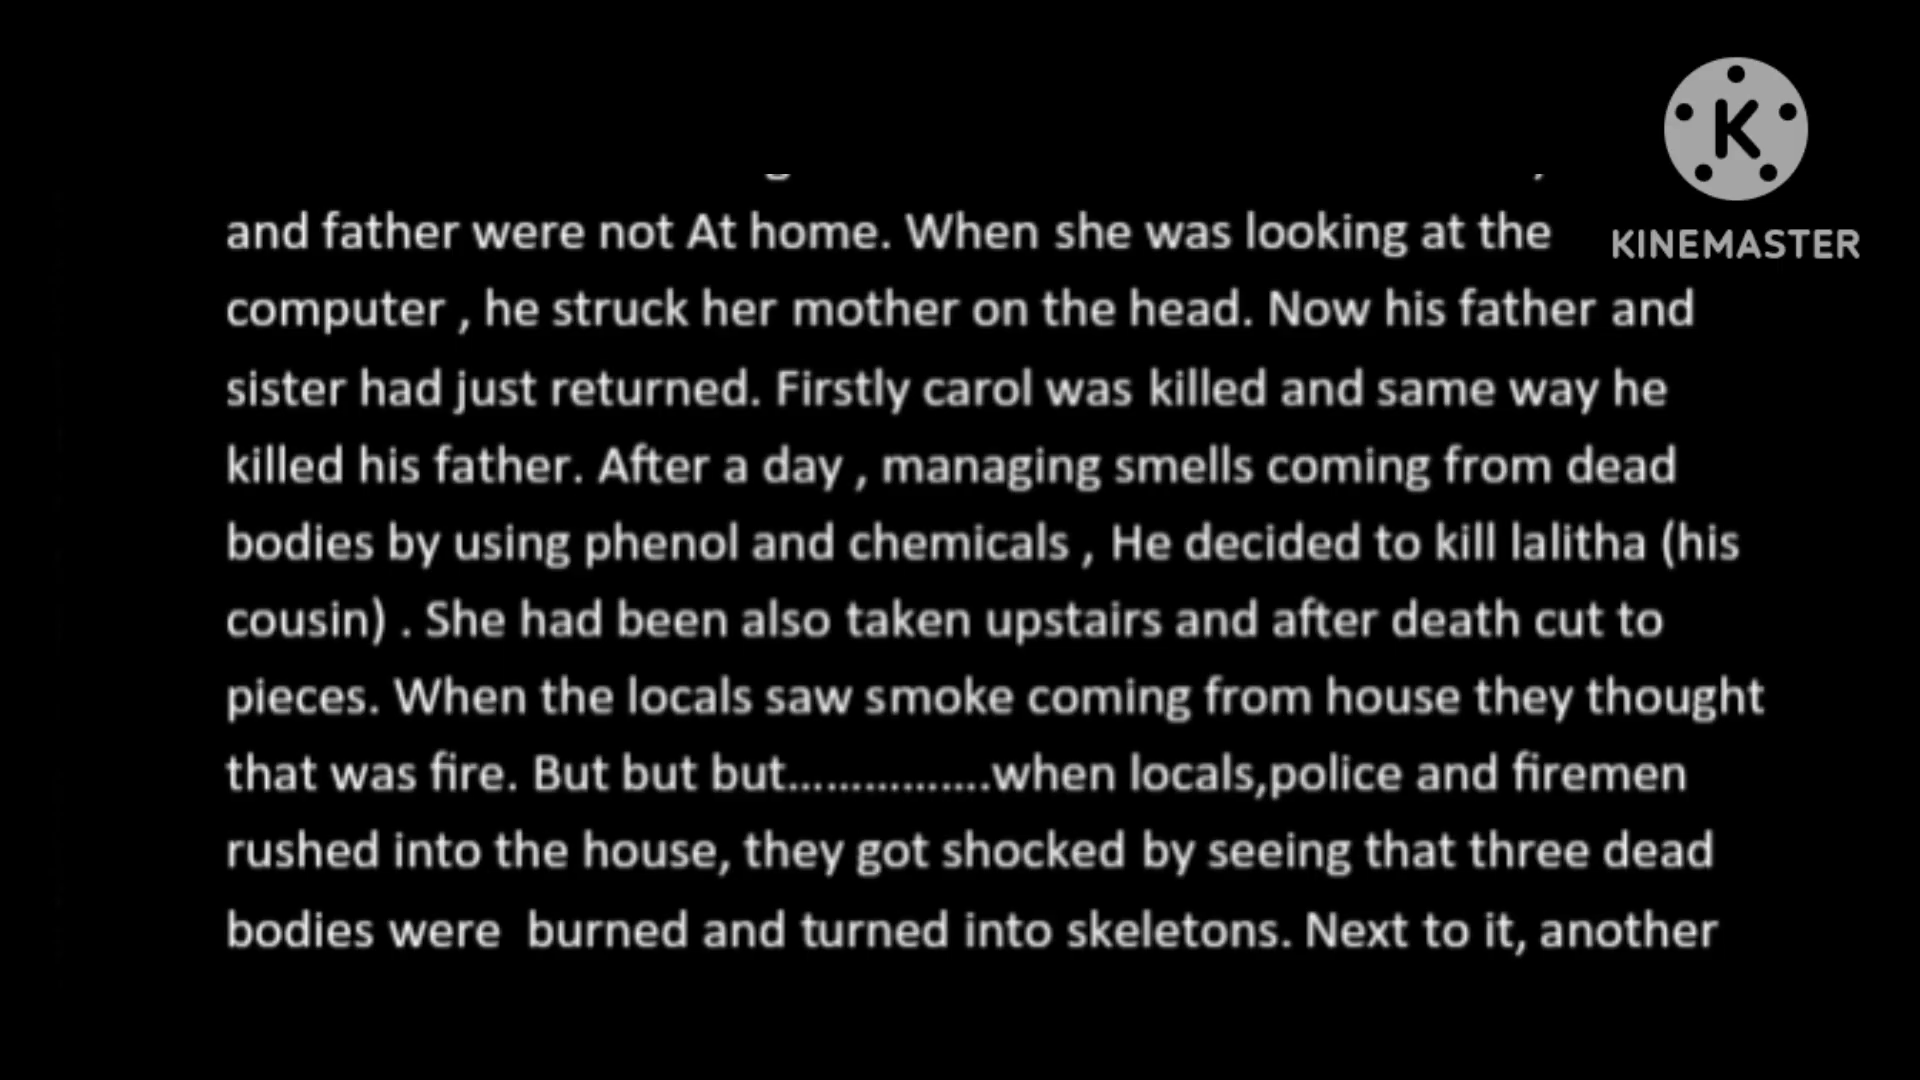 KINEMASTER
and father were not At home. When she was looking at the
computer , he struck her mother on the head. Now his father and
sister had just returned. Firstly carol was killed and same way he
killed his father. After a day , managing smells coming from dead
bodies by using phenol and chemicals , He decided to kill lalitha (his
cousin) . She had been also taken upstairs and after death cut to
pieces. When the locals saw smoke coming from house they thought
that was fire. But but but................when locals,police and firemen
rushed into the house, they got shocked by seeing that three dead
bodies were  burned and turned into skeletons. Next to it, another